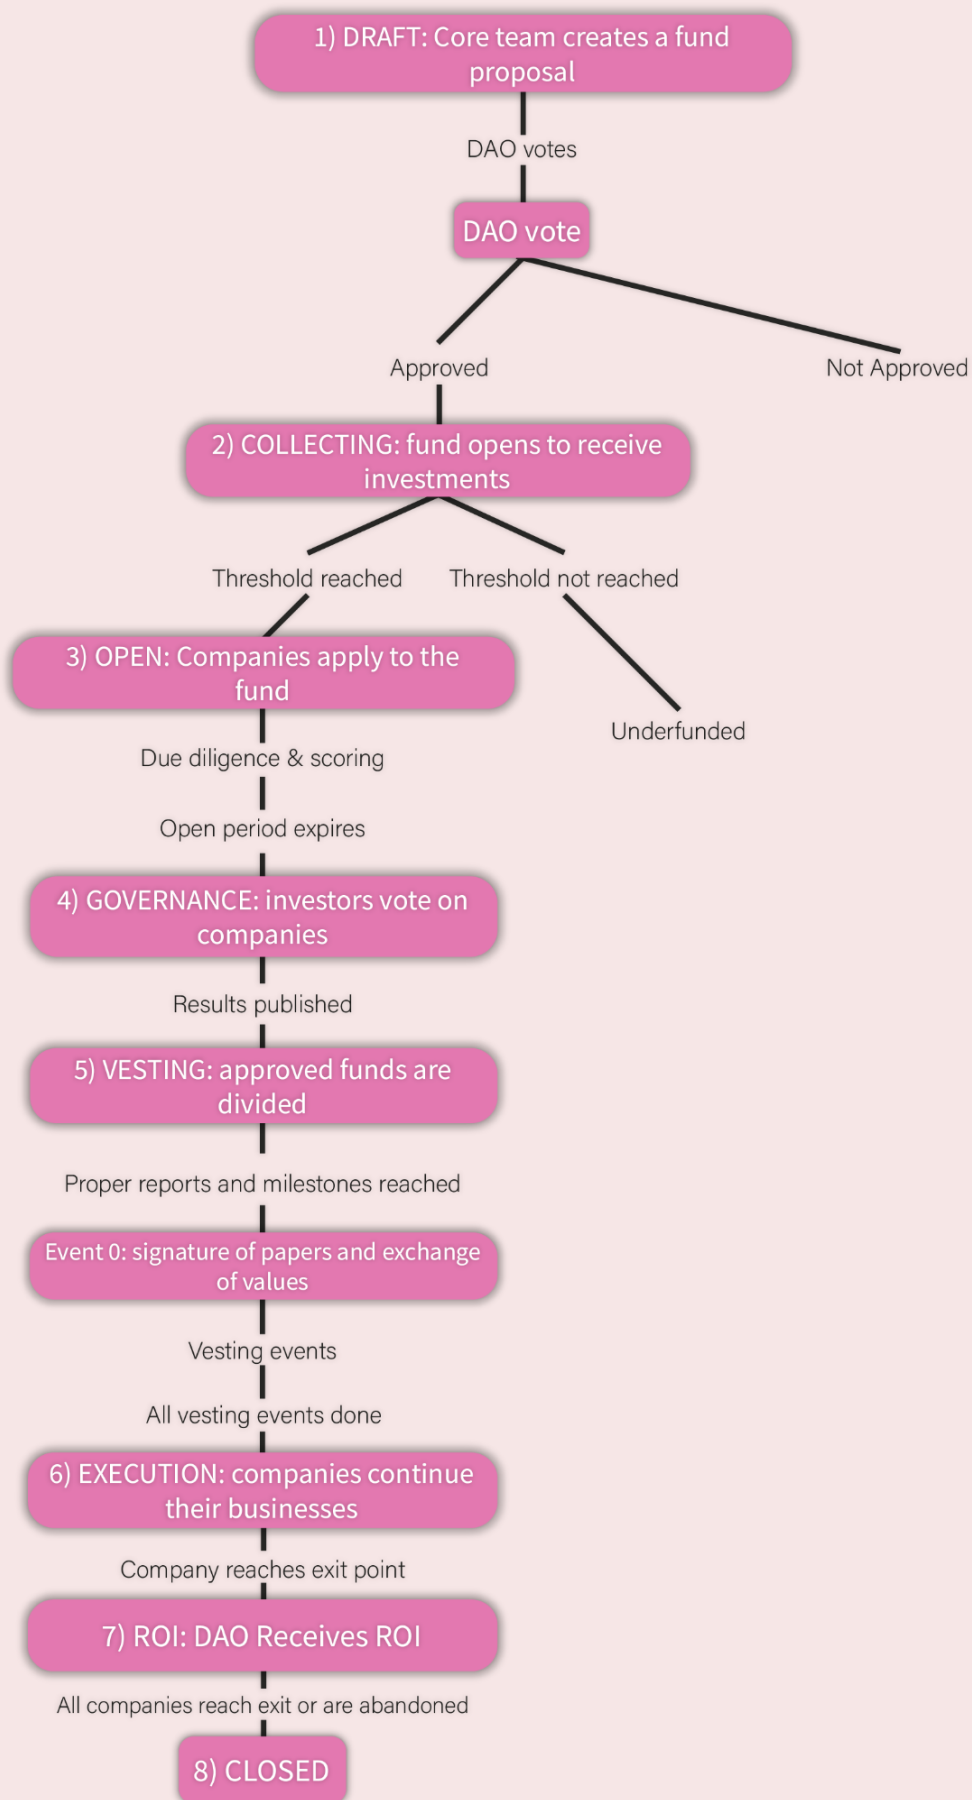 1) DRAFT: Core team creates a fund
proposal
DAO votes
DAO vote
Approved
Not Approved
2) COLLECTING: fund opens to receive
investments
Threshold reached
Threshold not reached
3) OPEN: Companies apply to the
fund
Underfunded
Due diligence & scoring
Open period expires
4) GOVERNANCE: investors vote on
companies
Results published
5) VESTING: approved funds are
divided
Proper reports and milestones reached
Event 0: signature of papers and exchange
of values
Vesting events
All vesting events done
6) EXECUTION: companies continue
their businesses
Company reaches exit point
7) ROI: DAO Receives ROI
All companies reach exit or are abandoned
8) CLOSED